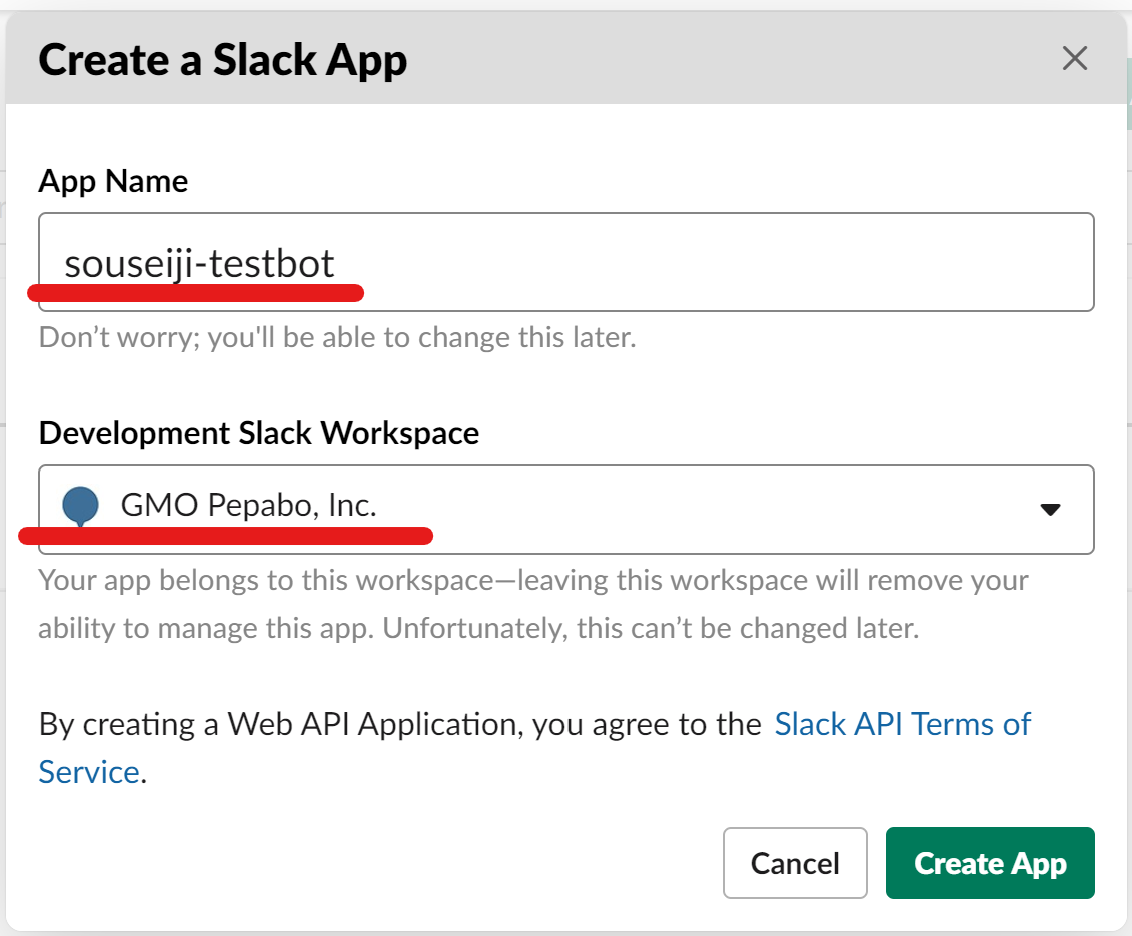 Create a Slack App
App Name
souseiji-testbot
Don’t worry; you'll be able to change this later.
Development Slack Workspace
GMO Pepabo, Inc.
Your app belongs to this workspace—leaving this workspace will remove your
ability to manage this app. Unfortunately, this can’t be changed later.
By creating a Web API Application, you agree to the Slack API Terms of
Service.
Cancel
Create App